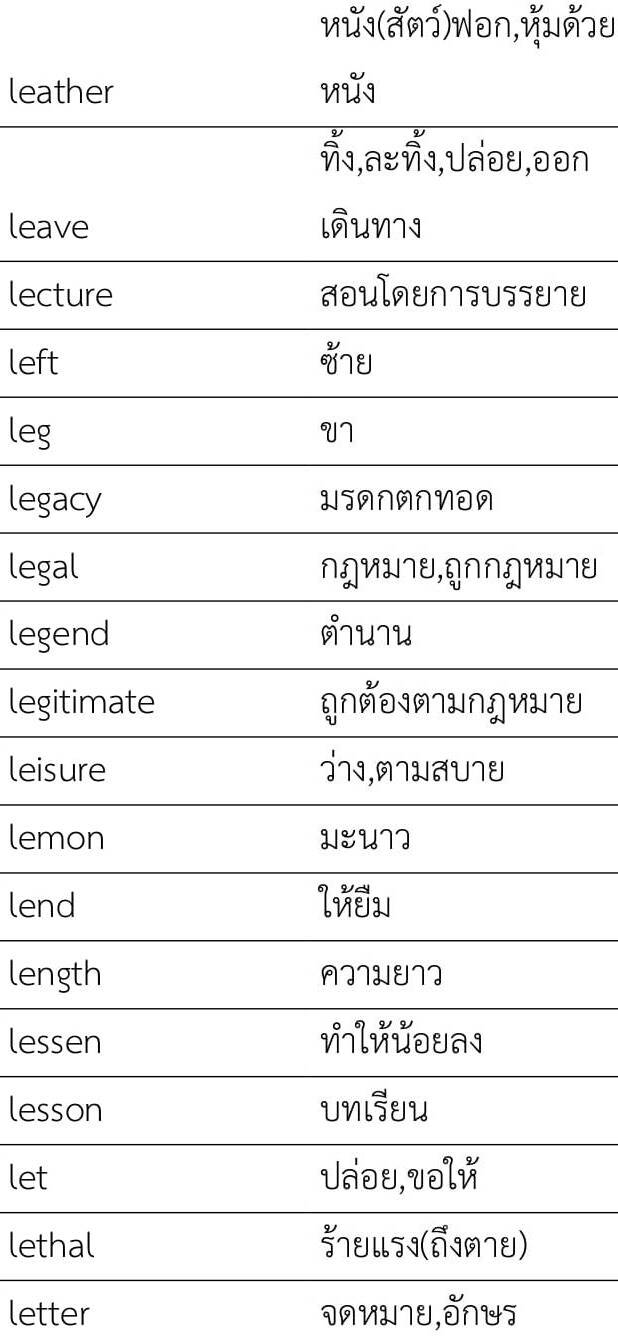 หนัง(สัตว์)ฟอก,หุ้มด้วย
leather หนัง
ทิ้ง,ละทิ้ง,ปล่อย,ออก
leave เดินทาง
lecture สอนโดยการบรรยาย
left ซ้าย
leg ขา
legacy มรดกตกทอด
legal กฎหมาย,ถูกกฎหมาย
legend ตำนาน
legitimate ถูกต้องตามกฎหมาย
leisure ว่าง,ตามสบาย
lemon มะนาว
lend ให้ยืม
length ความยาว
lessen ทำให้น้อยลง
lesson บทเรียน
let ปล่อย,ขอให้
lethal ร้ายแรง(ถึงตาย)
letter จดหมาย,อักษร